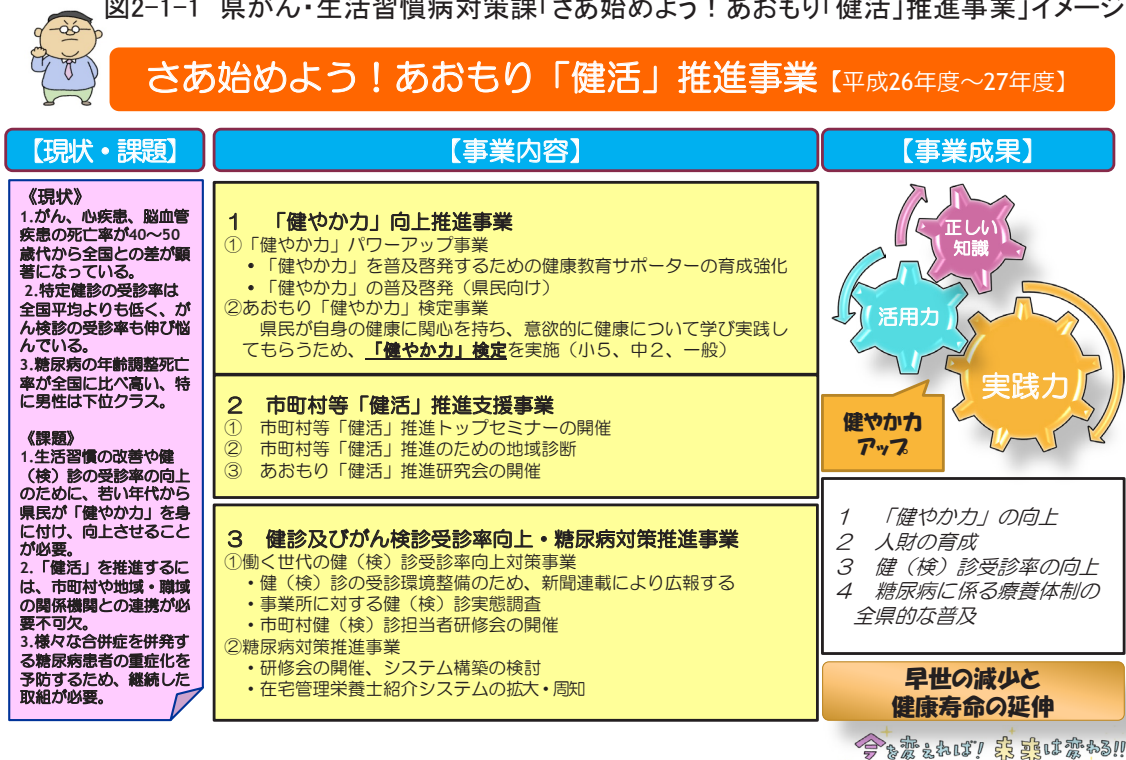 図2-1-1 県がん・生活習慣病対策課「さあ始めよう！あおもり「健活」推進事業」イメージ
さあ始めよう！あおもり「健活」推進事業【平成26年度～27年度】
【現状・課題】
《現状》
1.がん、心疾患、脳血管
疾患の死亡率が40～50
歳代から全国との差が顕
著になっている。
2.特定健診の受診率は
全国平均よりも低く、が
ん検診の受診率も伸び悩
んでいる。
3.糖尿病の年齢調整死亡
率が全国に比べ高い、特
に男性は下位クラス。
《課題》
1.生活習慣の改善や健
（検）診の受診率の向上
のために、若い年代から
県民が「健やか力」を身
に付け、向上させること
が必要。
2.「健活」を推進するに
は、市町村や地域・職域
の関係機関との連携が必
要不可欠。
3.様々な合併症を併発す
る糖尿病患者の重症化を
予防するため、継続した
取組が必要。
【事業内容】
1 「健やか力」向上推進事業
①「健やか力」パワーアップ事業
・「健やか力」を普及啓発するための健康教育サポーターの育成強化
・「健やか力」の普及啓発（県民向け）
②あおもり「健やか力」検定事業
県民が自身の健康に関心を持ち、意欲的に健康について学び実践し
てもらうため、「健やか力」検定を実施（小5、中2、一般）
2 市町村等「健活」推進支援事業
① 市町村等「健活」推進トップセミナーの開催
② 市町村等「健活」推進のための地域診断
③ あおもり「健活」推進研究会の開催
3 健診及びがん検診受診率向上・糖尿病対策推進事業
①働く世代の健（検）診受診率向上対策事業
・健（検）診の受診環境整備のため、新聞連載により広報する
・事業所に対する健（検）診実態調査
・市町村健（検）診担当者研修会の開催
②糖尿病対策推進事業
・研修会の開催、システム構築の検討
・在宅管理栄養士紹介システムの拡大・周知
【事業成果】
正しい
知識
活用力
実践力
健やか力
アップ
1 「健やか力」の向上
2 人財の育成
3 健（検）診受診率の向上
4 糖尿病に係る療養体制の
全県的な普及
早世の減少と
健康寿命の延伸
今を変えれば！未来は変わる!!